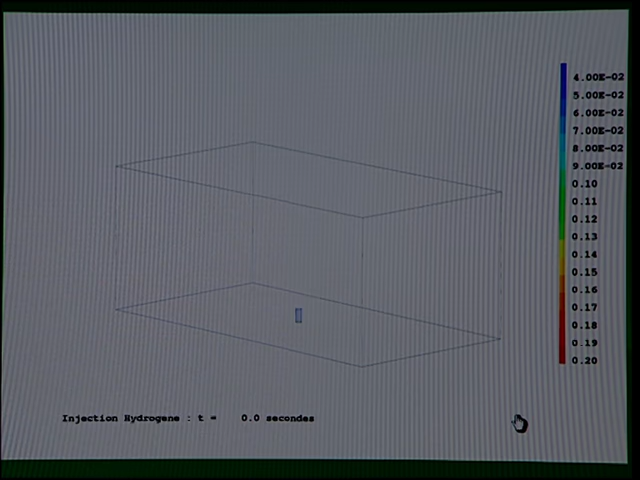 4.00E-02
5.00E-02
6.00E-02
7.00E-02
8.00E-02
9.00E-02
0.10
0.11
0.12
0.13
0.14
0.15
0.16
0.17
0.18
0.19
0.20
Injection Hydrogene : t = 0.0 secondes